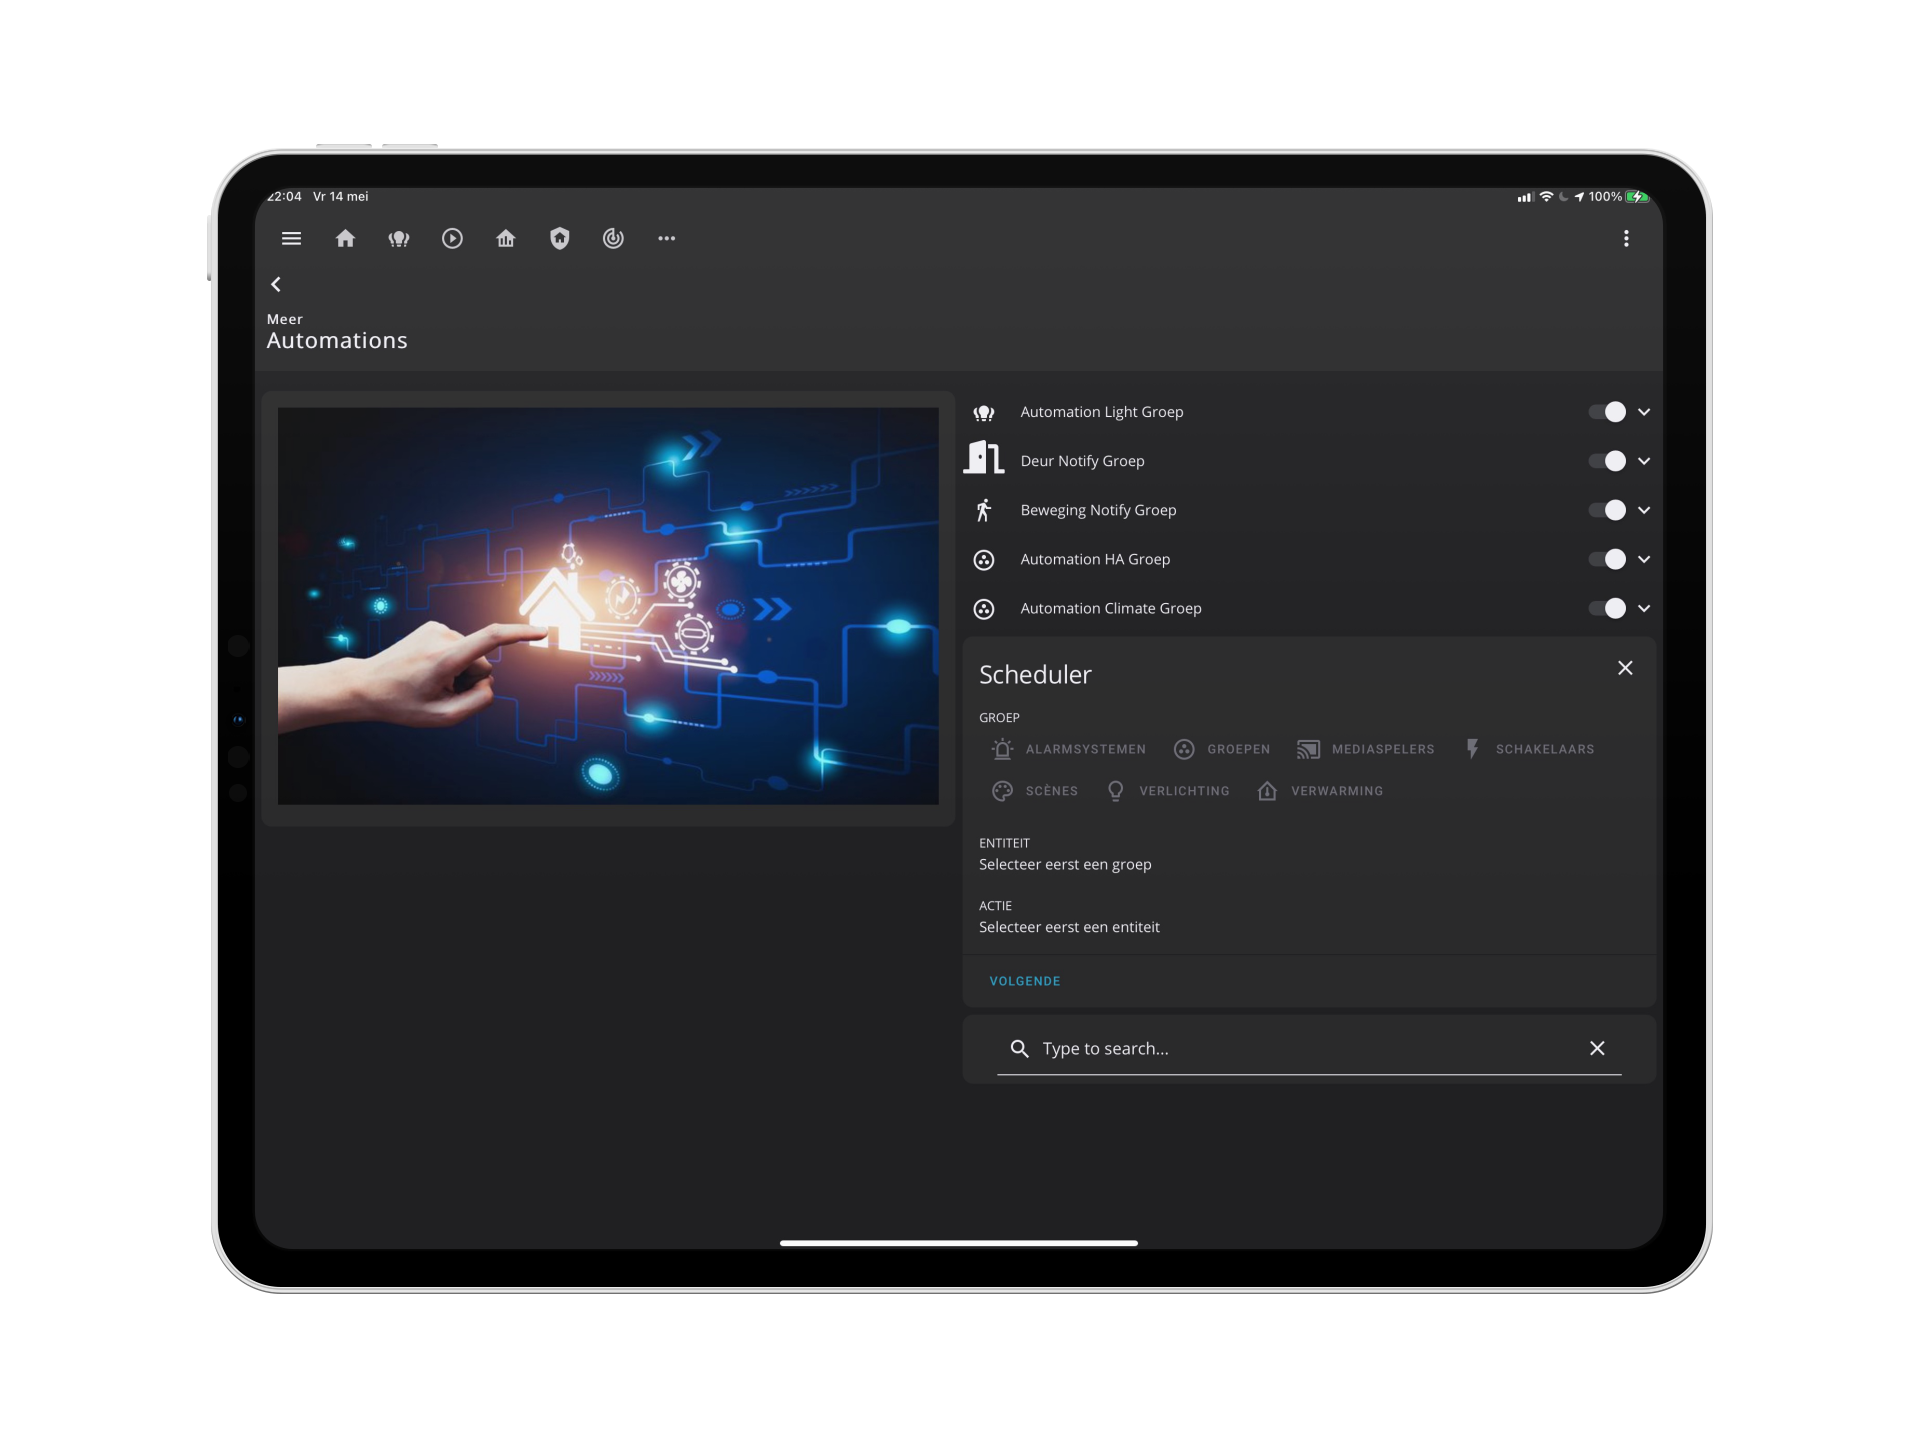 22:04 Vr 14 mei
100%
Meer
Automations
Automation Light Groep
Deur Notify Groep
Beweging Notify Groep
Automation HA Groep
Automation Climate Groep
Scheduler
GROEP
ALARMSYSTEMEN GROEPEN MEDIASPELERS SCHAKELAARS
SCÈNES VERLICHTING VERWARMING
ENTITEIT
Selecteer eerst een groep
ACTIE
Selecteer eerst een entiteit
VOLGENDE
Type to search...